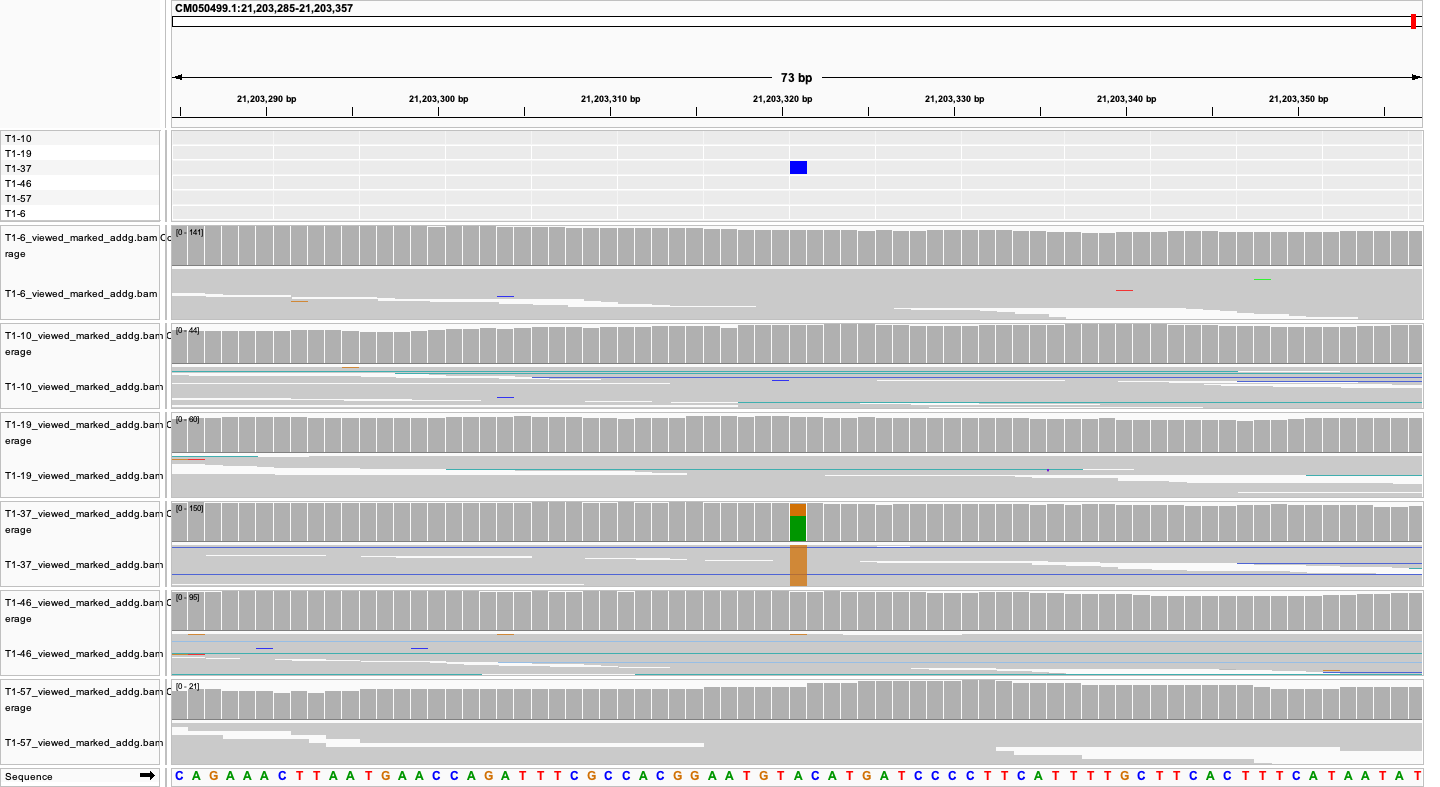 CM050499.1:21,203,285-21,203,357
73 bp
21,203,290 bp 21,203,300 bp 21,203,310 bp 21,203,320 bp 21,203,330 bp 21,203,340 bp 21,203,350 bp
T1-10
T1-19
T1-37
T1-46
T1-57
T1-6
T1-6_viewed_marked_addg.bam Co
rage
[0 - 141]
T1-6_viewed_marked_addg.bam
T1-10_viewed_marked_addg.bam C
erage
[0 - 44]
T1-10_viewed_marked_addg.bam
T1-19_viewed_marked_addg.bam C
erage
[0 - 60]
T1-19_viewed_marked_addg.bam
T1-37_viewed_marked_addg.bam C
erage
[0 - 150]
T1-37_viewed_marked_addg.bam
T1-46_viewed_marked_addg.bam C
erage
[0 - 95]
T1-46_viewed_marked_addg.bam
T1-57_viewed_marked_addg.bam C
erage
[0 - 21]
T1-57_viewed_marked_addg.bam
Sequence C A G A A A C T T A A T G A A C C A G A T T T C G C C A C G G A A T G T A C A T G A T C C C C T T C A T T T T G C T T C A C T T T C A T A A T A T